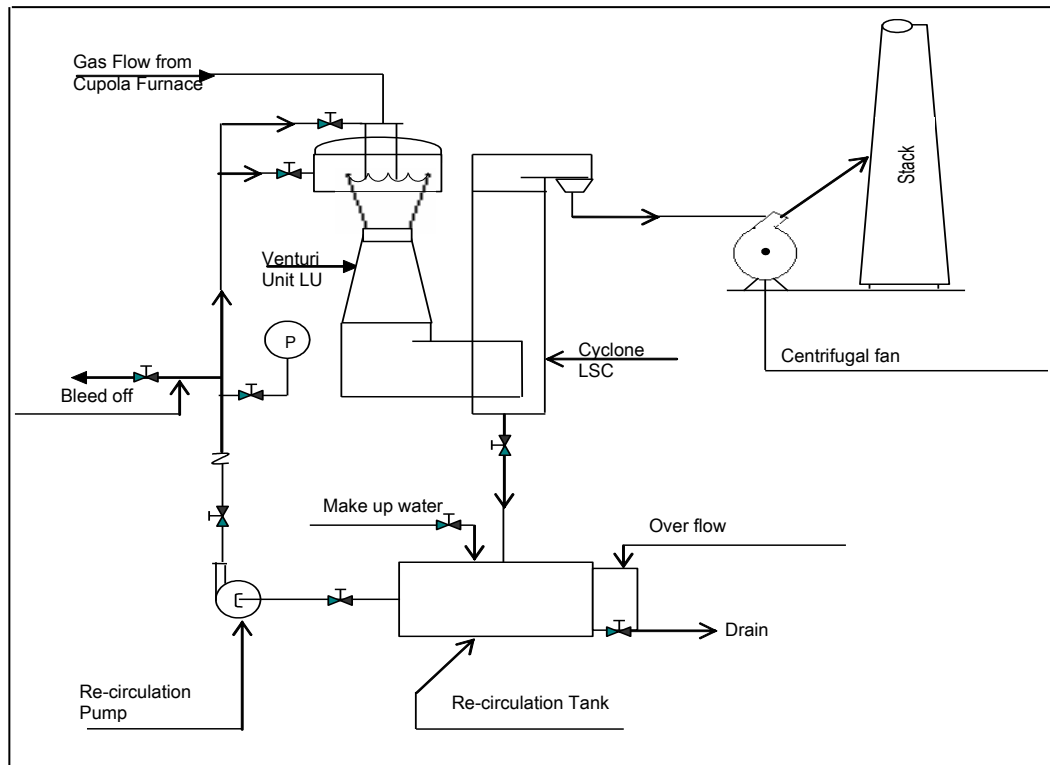 Gas Flow from
Cupola Furnace
Stack
Venturi
Unit LU
P
Cyclone
LSC
Centrifugal fan
Bleed off
Make up water
Over flow
Drain
Re-circulation
Pump
Re-circulation Tank